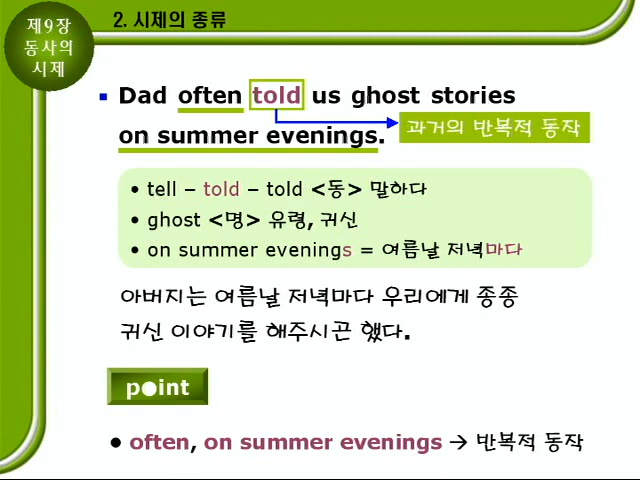 제9장
동사의
시제
2. 시제의 종류
▪ Dad often told us ghost stories
on summer evenings.
과거의 반복적 동작
• tell – told – told <동> 말하다
• ghost <명> 유령, 귀신
• on summer evenings = 여름날 저녁마다
아버지는 여름날 저녁마다 우리에게 종종
귀신 이야기를 해주시곤 했다.
point
• often, on summer evenings → 반복적 동작